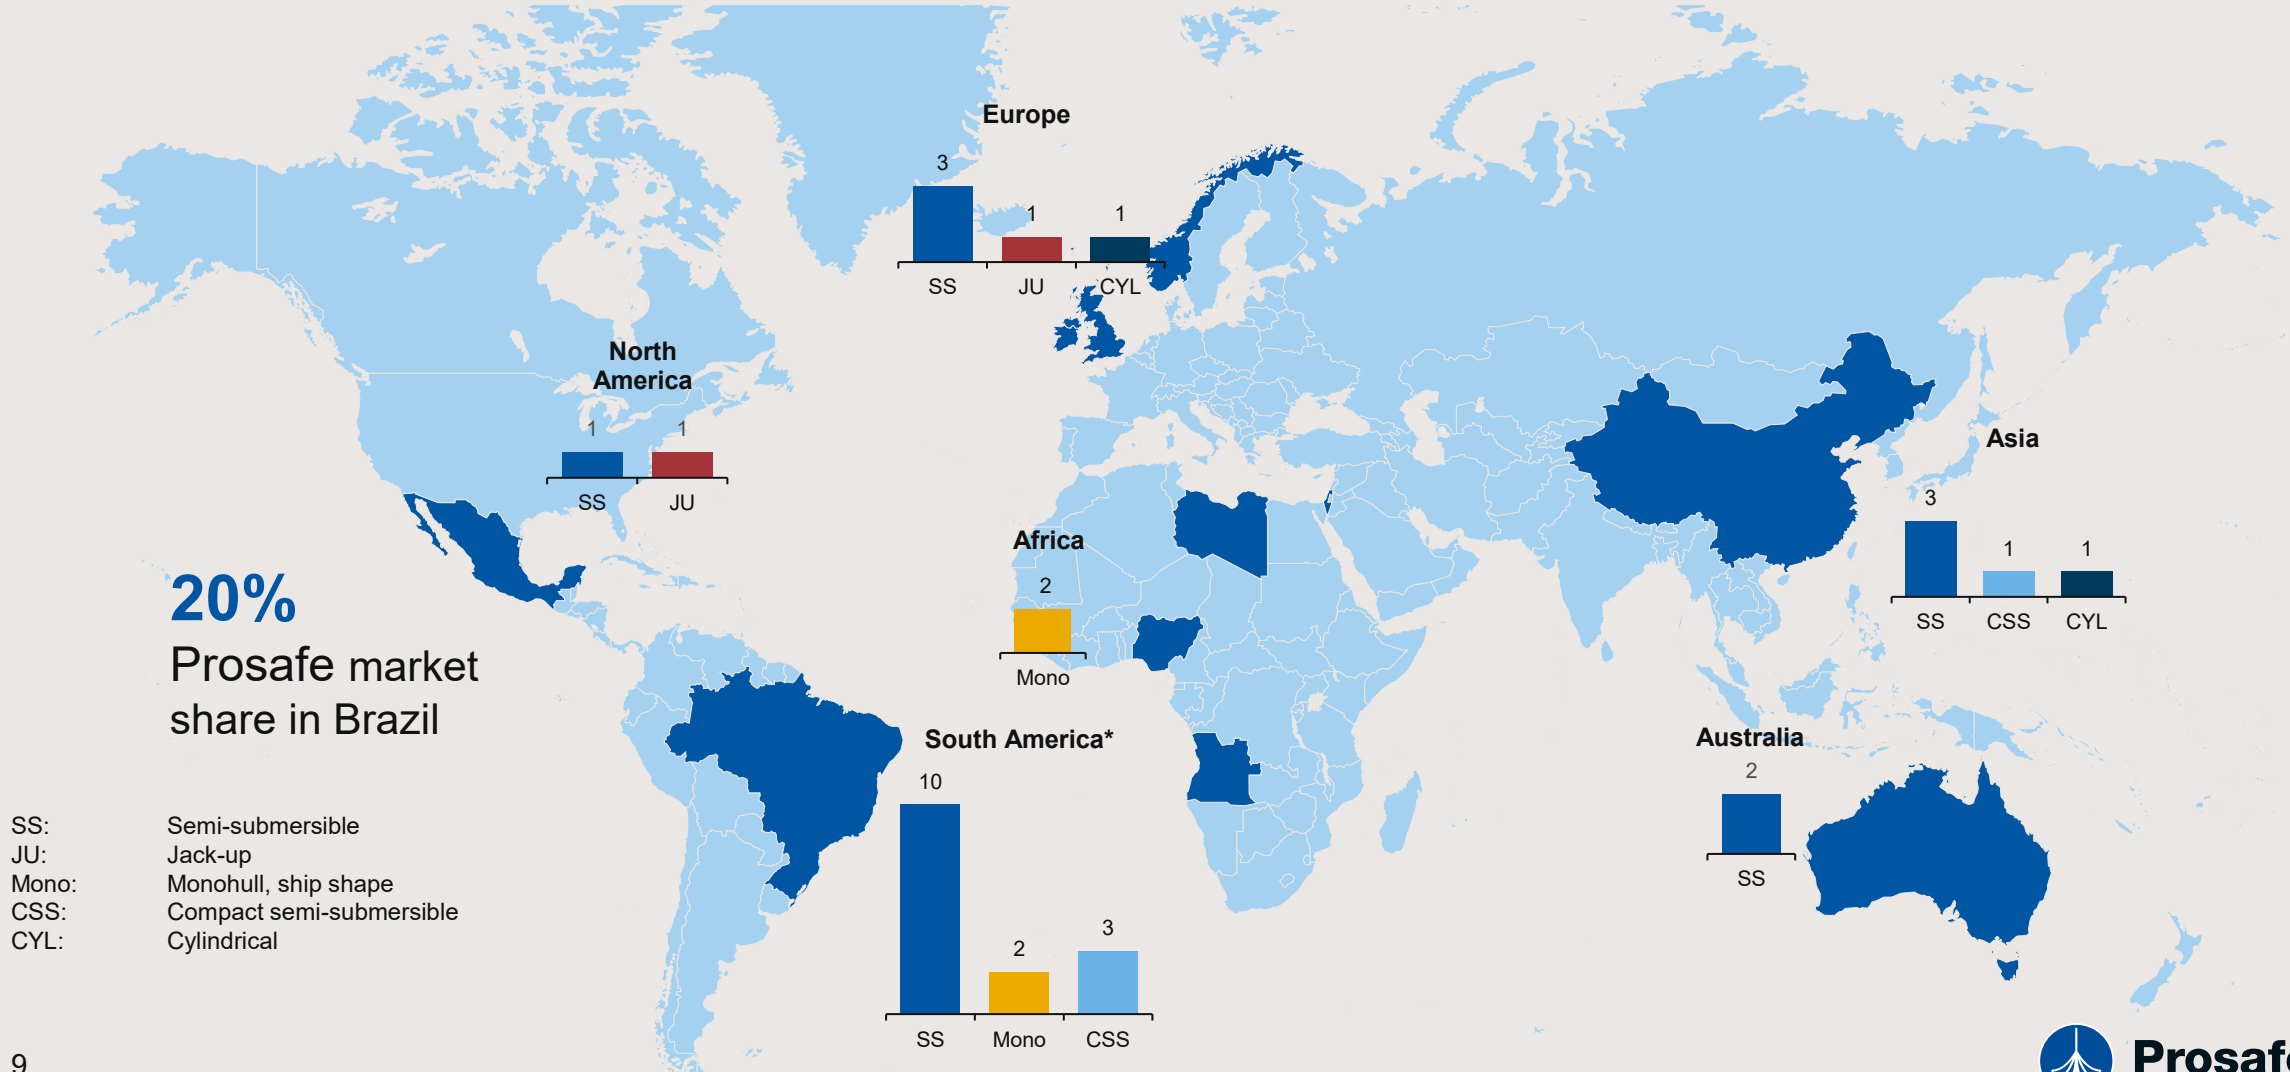 Europe
3
1
1
SS
JU
CYL
North
America
1
1
SS
JU
Asia
3
1
1
SS
CSS
CYL
Africa
2
Mono
20%
Prosafe market
share in Brazil
South America*
10
2
3
SS
Mono
CSS
Australia
2
SS
SS: Semi-submersible
JU: Jack-up
Mono: Monohull, ship shape
CSS: Compact semi-submersible
CYL: Cylindrical
9
Prosafe